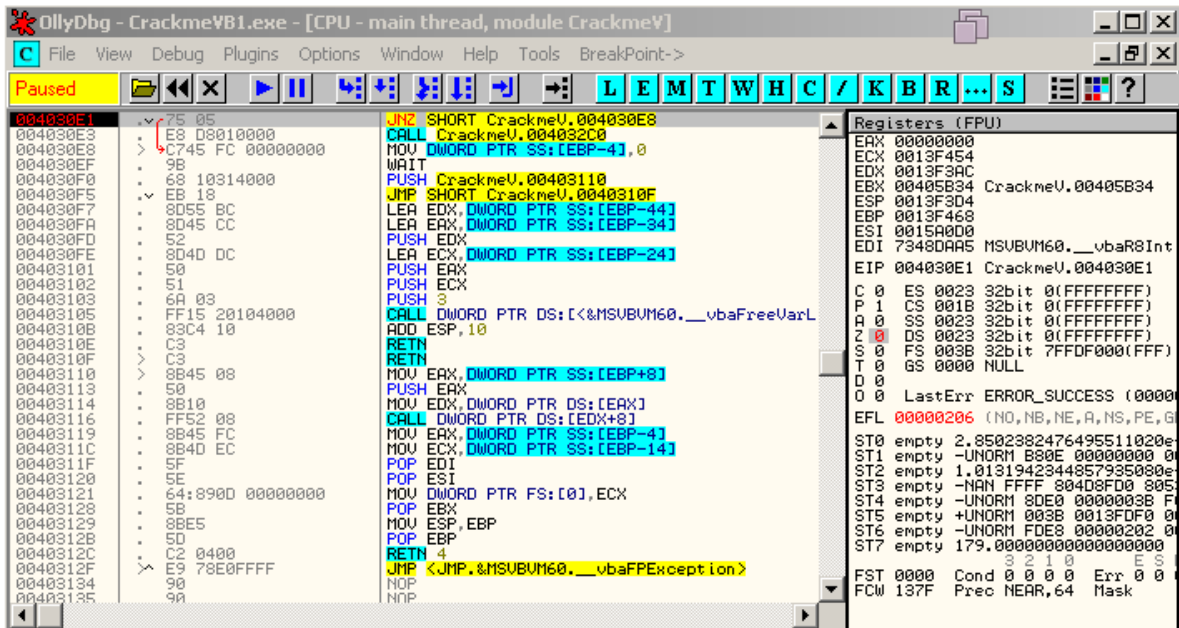 OllyDbg - CrackmeVB1.exe - [CPU - main thread, module CrackmeV]
C File View Debug Plugins Options Window Help Tools BreakPoint->
Paused L E M T W H C / K B R ... S ?
004030E1 .v 75 05 JNZ SHORT CrackmeV.004030E8
004030E3 . E8 D8010000 CALL CrackmeV.004032C0
004030E8 > C745 FC 00000000 MOV DWORD PTR SS:[EBP-4],0
004030EF . 9B WAIT
004030F0 . 68 10314000 PUSH CrackmeV.00403110
004030F5 .v EB 18 JMP SHORT CrackmeV.0040310F
004030F7 . 8D55 BC LEA EDX,DWORD PTR SS:[EBP-44]
004030FA . 8D45 CC LEA EAX,DWORD PTR SS:[EBP-34]
004030FD . 52 PUSH EDX
004030FE . 8D4D DC LEA ECX,DWORD PTR SS:[EBP-24]
00403101 . 50 PUSH EAX
00403102 . 51 PUSH ECX
00403103 . 6A 03 PUSH 3
00403105 . FF15 20104000 CALL DWORD PTR DS:[<&MSVBVM60.__vbaFreeVarL
0040310B . 83C4 10 ADD ESP,10
0040310E . C3 RETN
0040310F > C3 RETN
00403110 > 8B45 08 MOV EAX,DWORD PTR SS:[EBP+8]
00403113 . 50 PUSH EAX
00403114 . 8B10 MOV EDX,DWORD PTR DS:[EAX]
00403116 . FF52 08 CALL DWORD PTR DS:[EDX+8]
00403119 . 8B45 FC MOV EAX,DWORD PTR SS:[EBP-4]
0040311C . 8B4D EC MOV ECX,DWORD PTR SS:[EBP-14]
0040311F . 5F POP EDI
00403120 . 5E POP ESI
00403121 . 64:890D 00000000 MOV DWORD PTR FS:[0],ECX
00403128 . 5B POP EBX
00403129 . 8BE5 MOV ESP,EBP
0040312B . 5D POP EBP
0040312C . C2 0400 RETN 4
0040312F >^ E9 78E0FFFF JMP <JMP.&MSVBVM60.__vbaFPException>
00403134 90 NOP
00403135 90 NOP
Registers (FPU)
EAX 00000000
ECX 0013F454
EDX 0013F3AC
EBX 00405B34 CrackmeV.00405B34
ESP 0013F3D4
EBP 0013F468
ESI 0015A0D0
EDI 7348DAA5 MSVBVM60.__vbaR8Int
EIP 004030E1 CrackmeV.004030E1
C 0 ES 0023 32bit 0(FFFFFFFF)
P 1 CS 001B 32bit 0(FFFFFFFF)
A 0 SS 0023 32bit 0(FFFFFFFF)
Z 0 DS 0023 32bit 0(FFFFFFFF)
S 0 FS 003B 32bit 7FFDF000(FFF)
T 0 GS 0000 NULL
D 0
O 0 LastErr ERROR_SUCCESS (0000
EFL 00000206 (NO,NB,NE,A,NS,PE,G
ST0 empty 2.8502382476495511020e-
ST1 empty -UNORM B80E 00000000 0
ST2 empty 1.0131942344857935080e-
ST3 empty -NAN FFFF 804D8FD0 805
ST4 empty -UNORM 8DE0 0000003B F
ST5 empty +UNORM 003B 0013FDF0 0
ST6 empty -UNORM FDE8 00000202 0
ST7 empty 179.00000000000000000
3 2 1 0 E S
FST 0000 Cond 0 0 0 0 Err 0 0
FCW 137F Prec NEAR,64 Mask